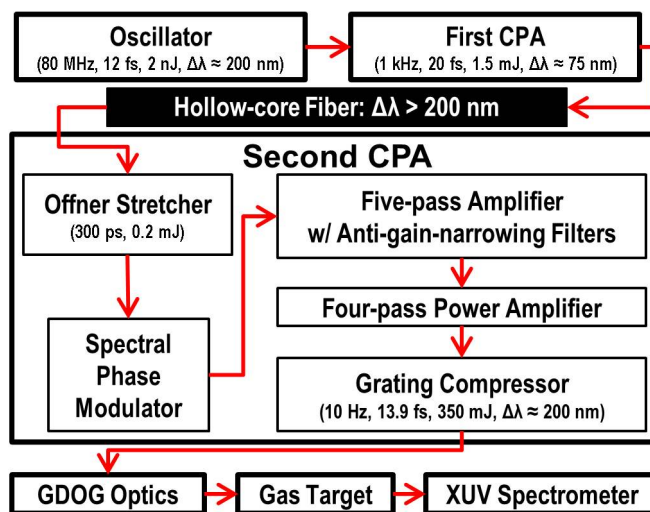 Oscillator
(80 MHz, 12 fs, 2 nJ, Δλ ≈ 200 nm)
First CPA
(1 kHz, 20 fs, 1.5 mJ, Δλ ≈ 75 nm)
Hollow-core Fiber: Δλ > 200 nm
Second CPA
Offner Stretcher
(300 ps, 0.2 mJ)
Spectral
Phase
Modulator
Five-pass Amplifier
w/ Anti-gain-narrowing Filters
Four-pass Power Amplifier
Grating Compressor
(10 Hz, 13.9 fs, 350 mJ, Δλ ≈ 200 nm)
GDOG Optics
Gas Target
XUV Spectrometer